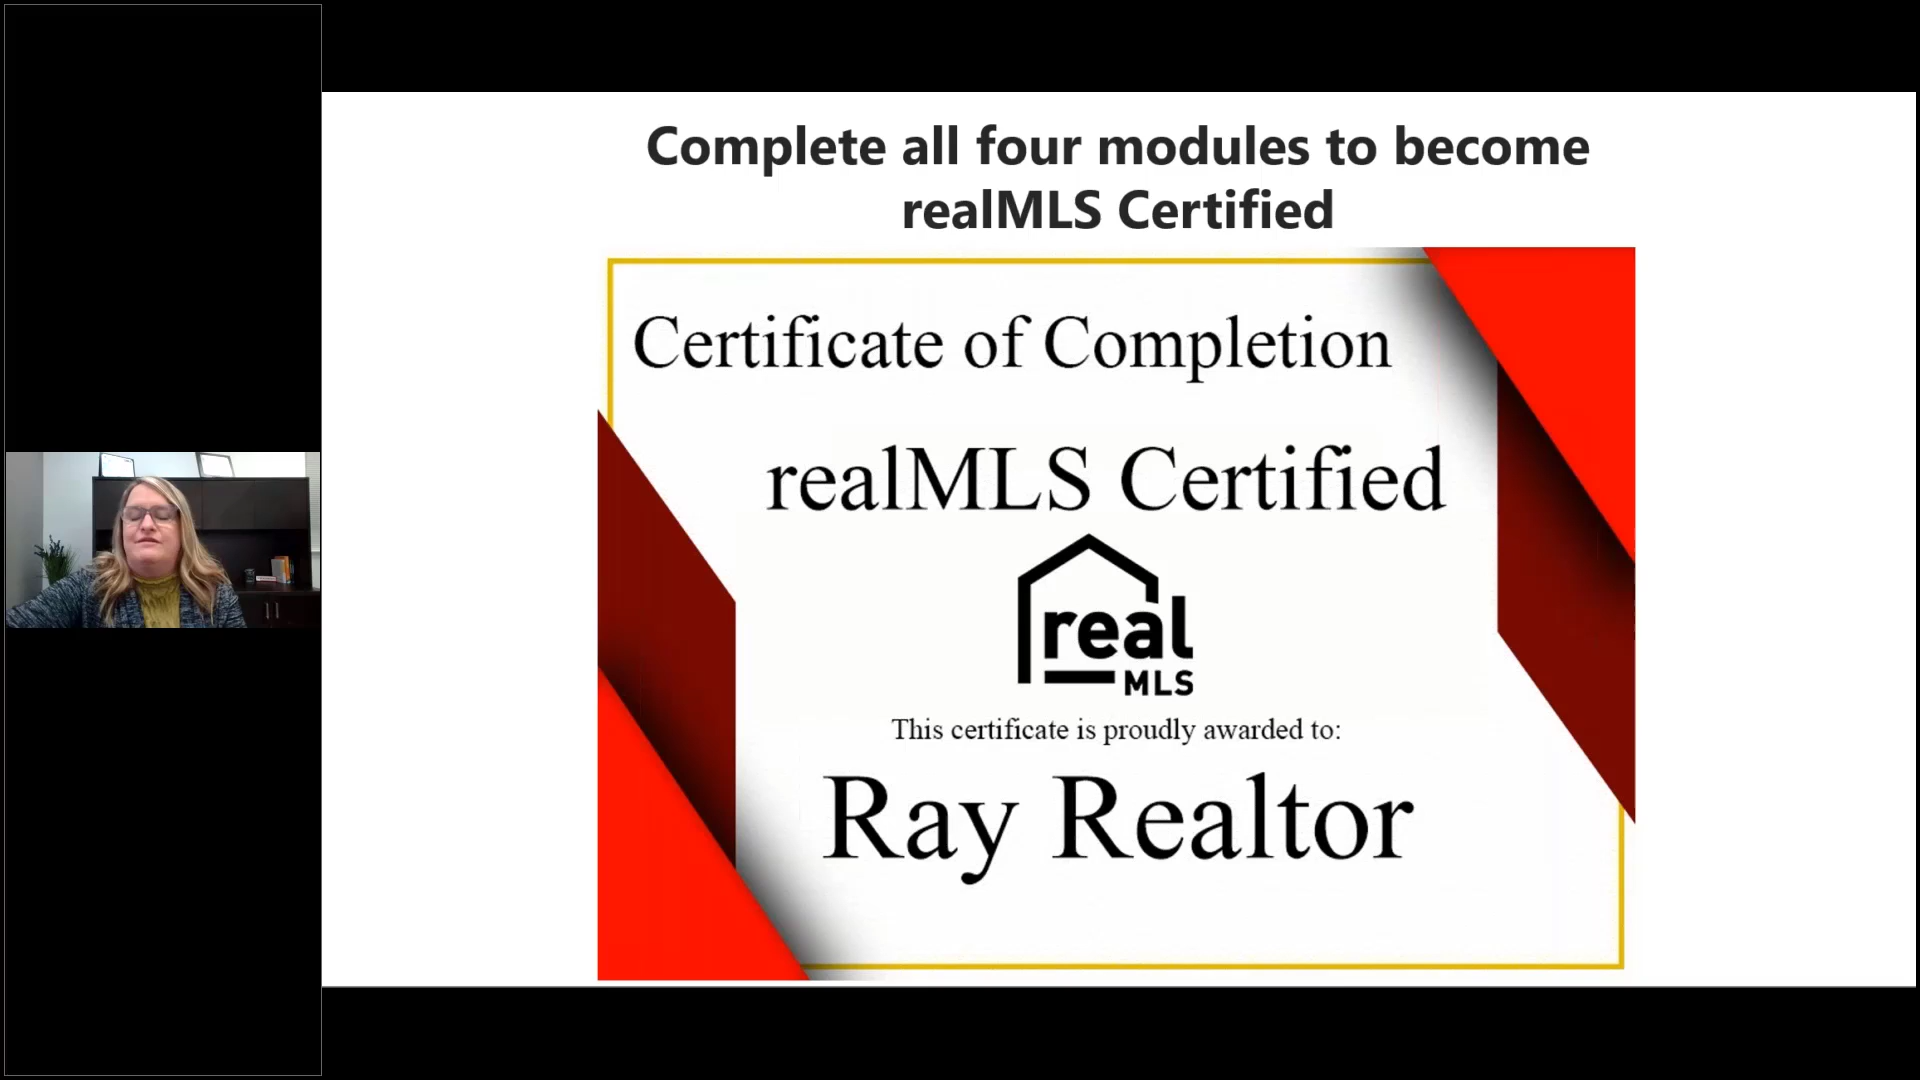 Complete all four modules to become
realMLS Certified
Certificate of Completion
realMLS Certified
real
MLS
This certificate is proudly awarded to:
Ray Realtor